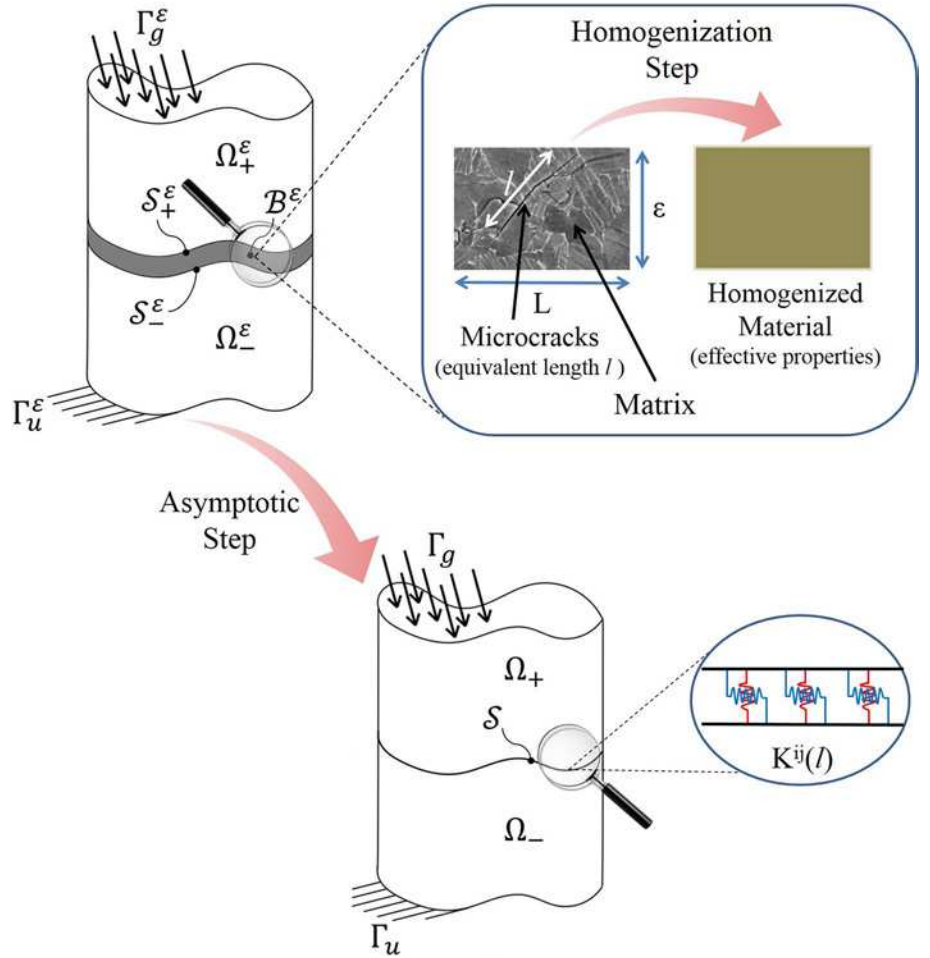 Γ_g^ε
Homogenization
Step
Ω_+^ε
S_+^ε
B^ε
l
ε
S_-^ε
Ω_-^ε
L
Microcracks
(equivalent length l )
Homogenized
Material
(effective properties)
Matrix
Γ_u^ε
Asymptotic
Step
Γ_g
Ω_+
S
K^{ij}(l)
Ω_-
Γ_u